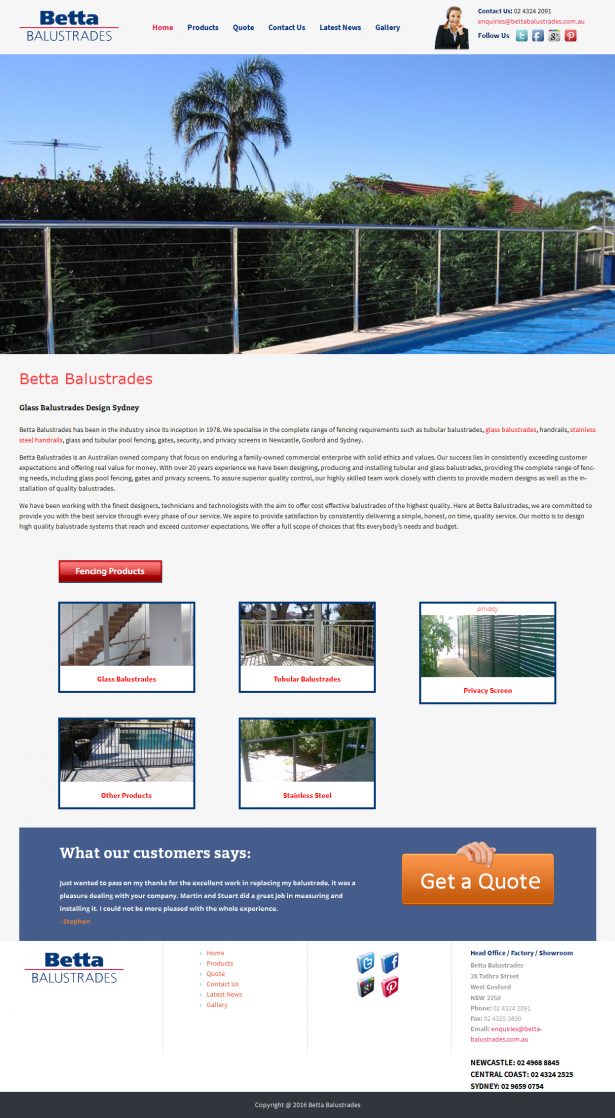 Betta
BALUSTRADES
Home
Products
Quote
Contact Us
Latest News
Gallery
Contact Us: 02 4324 2091
enquiries@bettabalustrades.com.au
Follow Us
Betta Balustrades
Glass Balustrades Design Sydney
Betta Balustrades has been in the industry since its inception in 1978. We specialise in the complete range of fencing requirements such as tubular balustrades, glass balustrades, handrails, stainless
steel handrails, glass and tubular pool fencing, gates, security, and privacy screens in Newcastle, Gosford and Sydney.
Betta Balustrades is an Australian owned company that focus on enduring a family-owned commercial enterprise with solid ethics and values. Our success lies in consistently exceeding customer
expectations and offering real value for money. With over 20 years experience we have been designing, producing and installing tubular and glass balustrades, providing the complete range of fenc-
ing needs, including glass pool fencing, gates and privacy screens. To assure superior quality control, our highly skilled team work closely with clients to provide modern designs as well as the in-
stallation of quality balustrades.
We have been working with the finest designers, technicians and technologists with the aim to offer cost effective balustrades of the highest quality. Here at Betta Balustrades, we are committed to
provide you with the best service through every phase of our service. We aspire to provide satisfaction by consistently delivering a simple, honest, on time, quality service. Our motto is to design
high quality balustrade systems that reach and exceed customer expectations. We offer a full scope of choices that fits everybody's needs and budget.
Fencing Products
Glass Balustrades
Tubular Balustrades
privacy
Privacy Screen
Other Products
Stainless Steel
What our customers says:
Just wanted to pass on my thanks for the excellent work in replacing my balustrade, it was a
pleasure dealing with your company. Martin and Stuart did a great job in measuring and
installing it. I could not be more pleased with the whole experience.
-Stephen
Get a Quote
Betta
BALUSTRADES
Home
Products
Quote
Contact Us
Latest News
Gallery
Head Office / Factory / Showroom
Betta Balustrades
28 Tathra Street
West Gosford
NSW 2250
Phone: 02 4324 2091
Fax: 02 4325 3800
Email: enquiries@betta-
balustrades.com.au
NEWCASTLE: 02 4968 8845
CENTRAL COAST: 02 4324 2525
SYDNEY: 02 9659 0754
Copyright @ 2016 Betta Balustrades